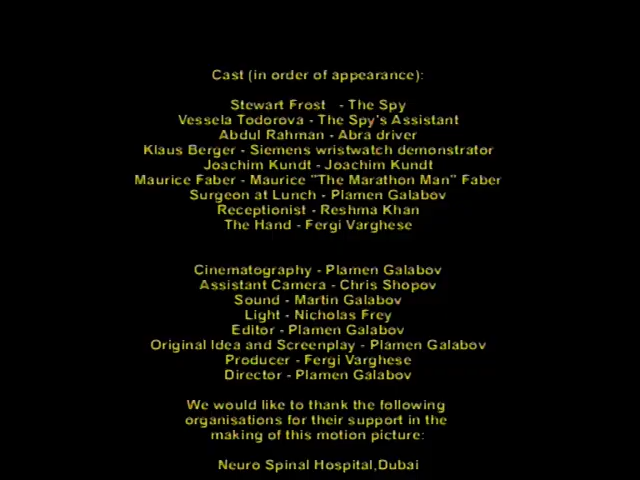 Cast (in order of appearance):
Stewart Frost - The Spy
Vessela Todorova - The Spy's Assistant
Abdul Rahman - Abra driver
Klaus Berger - Siemens wristwatch demonstrator
Joachim Kundt - Joachim Kundt
Maurice Faber - Maurice "The Marathon Man" Faber
Surgeon at Lunch - Plamen Galabov
Receptionist - Reshma Khan
The Hand - Fergi Varghese
Cinematography - Plamen Galabov
Assistant Camera - Chris Shopov
Sound - Martin Galabov
Light - Nicholas Frey
Editor - Plamen Galabov
Original Idea and Screenplay - Plamen Galabov
Producer - Fergi Varghese
Director - Plamen Galabov
We would like to thank the following
organisations for their support in the
making of this motion picture:
Neuro Spinal Hospital,Dubai